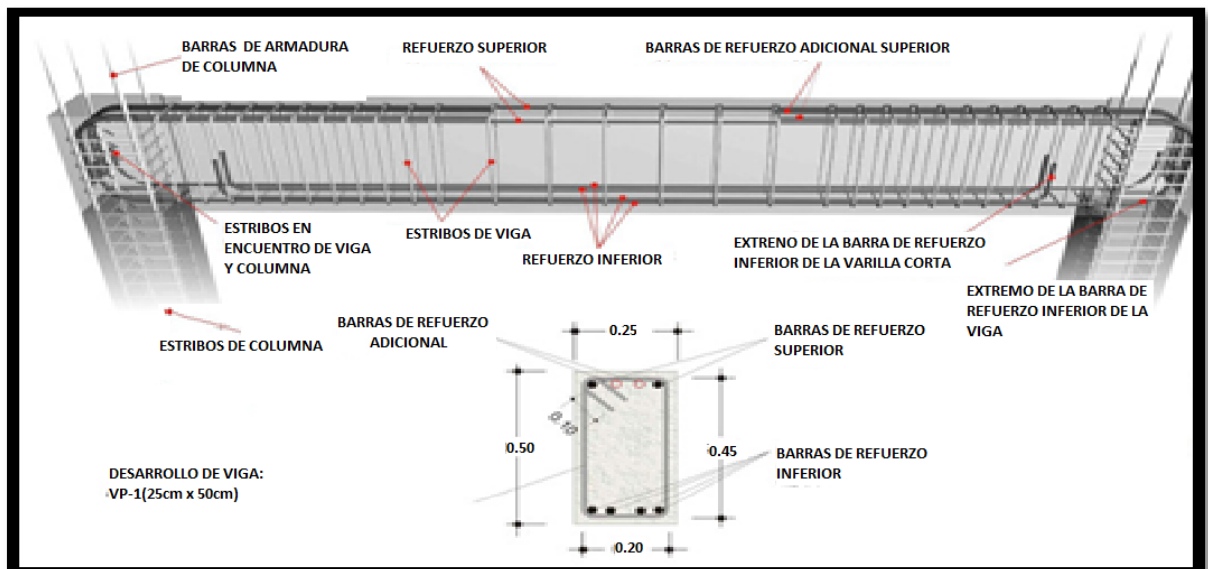 BARRAS DE ARMADURA
DE COLUMNA
REFUERZO SUPERIOR
BARRAS DE REFUERZO ADICIONAL SUPERIOR
ESTRIBOS EN
ENCUENTRO DE VIGA
Y COLUMNA
ESTRIBOS DE VIGA
REFUERZO INFERIOR
EXTRENO DE LA BARRA DE REFUERZO
INFERIOR DE LA VARILLA CORTA
EXTREMO DE LA BARRA DE
REFUERZO INFERIOR DE LA
VIGA
ESTRIBOS DE COLUMNA
BARRAS DE REFUERZO
ADICIONAL
0.25
BARRAS DE REFUERZO
SUPERIOR
0.10
0.50
0.45
BARRAS DE REFUERZO
INFERIOR
DESARROLLO DE VIGA:
VP-1(25cm x 50cm)
0.20